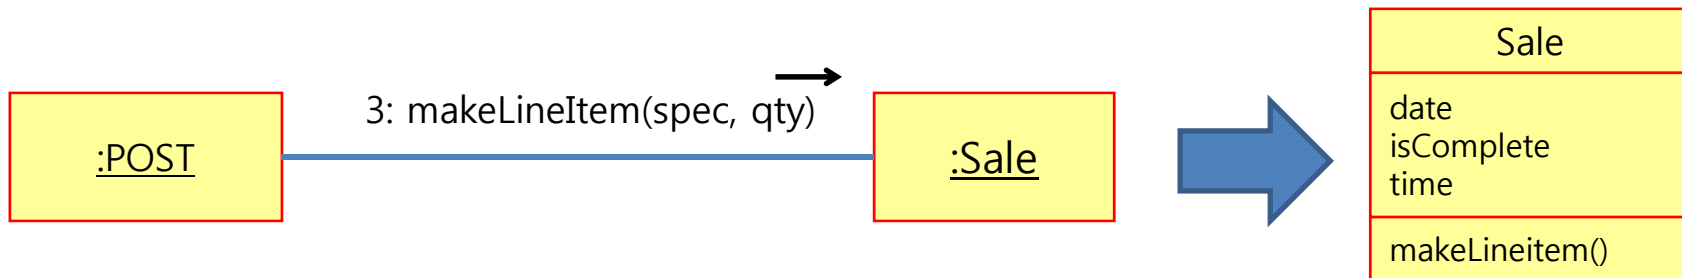 :POST
3: makeLineItem(spec, qty)
:Sale
Sale
date
isComplete
time
makeLineitem()